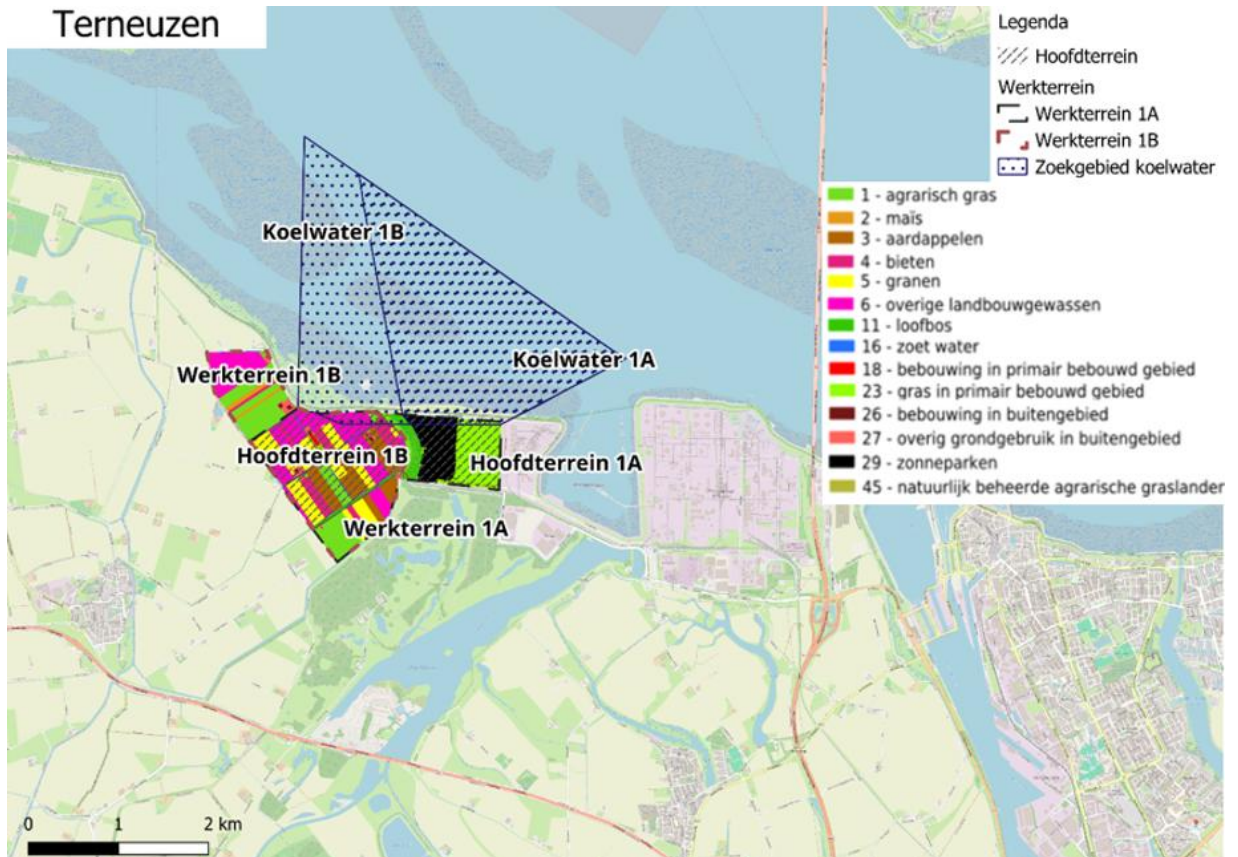 Terneuzen
Legenda
Hoofdterrein
Werkterrein
Werkterrein 1A
Werkterrein 1B
Zoekgebied koelwater
1 - agrarisch gras
2 - maïs
3 - aardappelen
4 - bieten
5 - granen
6 - overige landbouwgewassen
11 - loofbos
16 - zoet water
18 - bebouwing in primair bebouwd gebied
23 - gras in primair bebouwd gebied
26 - bebouwing in buitengebied
27 - overig grondgebruik in buitengebied
29 - zonneparken
45 - natuurlijk beheerde agrarische graslanden
Koelwater 1B
Koelwater 1A
Werkterrein 1B
Hoofdterrein 1B
Hoofdterrein 1A
Werkterrein 1A
0 1 2 km